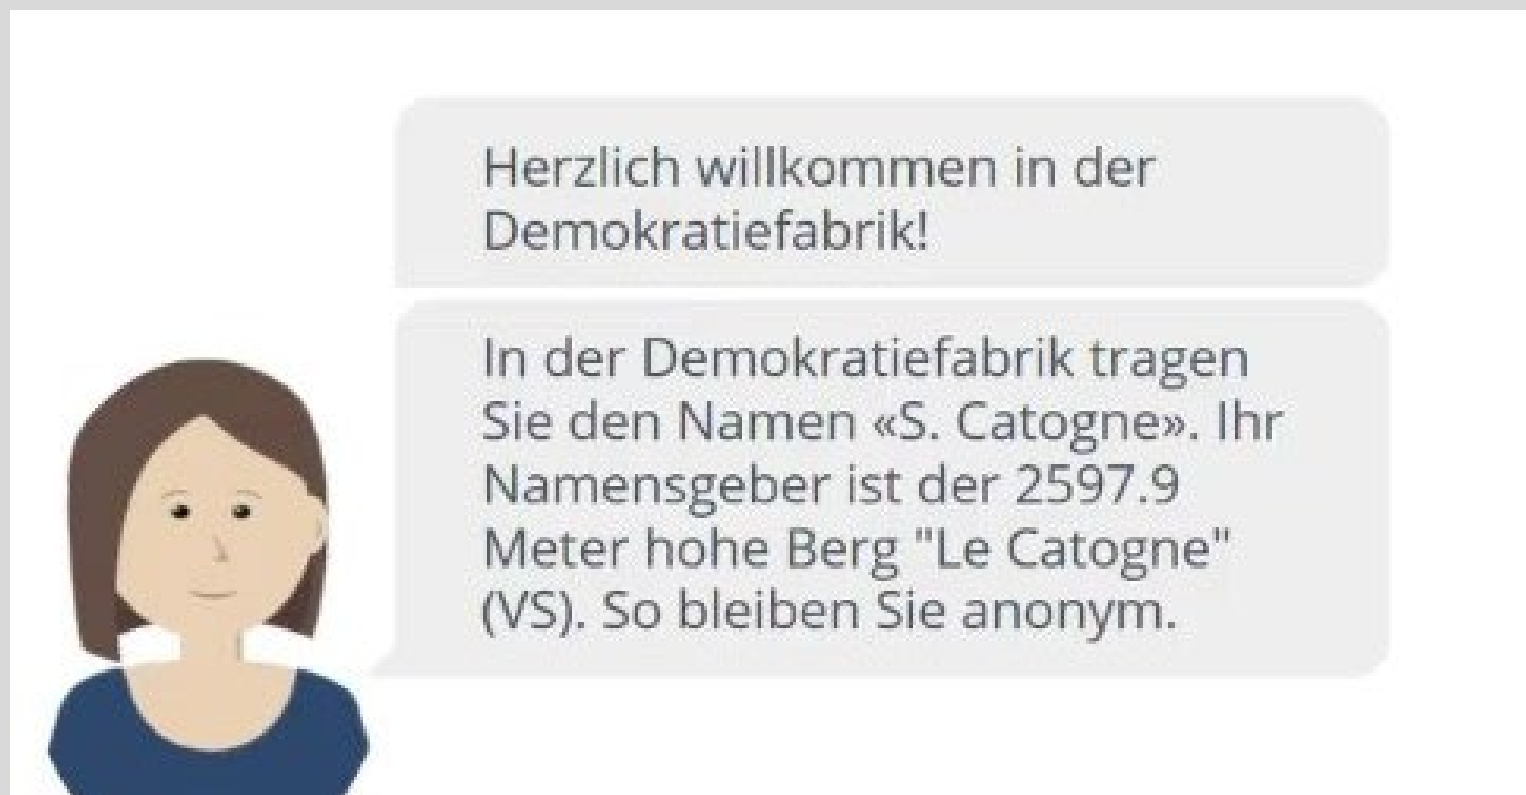 Herzlich willkommen in der
Demokratiefabrik!
In der Demokratiefabrik tragen
Sie den Namen «S. Catogne». Ihr
Namensgeber ist der 2597.9
Meter hohe Berg "Le Catogne"
(VS). So bleiben Sie anonym.